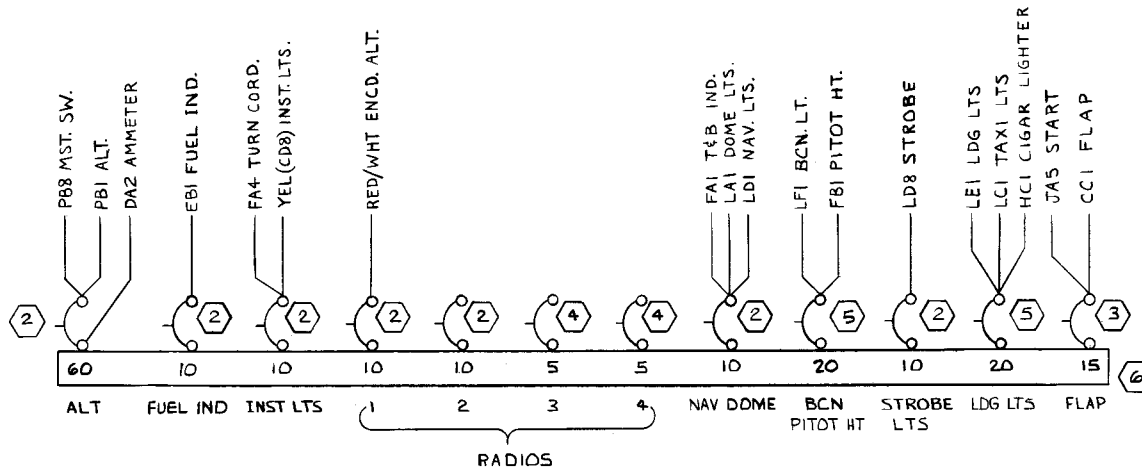 PB8 MST. SW.
PB1 ALT.
DA2 AMMETER
EB1 FUEL IND.
FA4 TURN CORD.
YEL(CD8) INST. LTS.
RED/WHT ENCD. ALT.
FA1 T&B IND.
LA1 DOME LTS.
LD1 NAV. LTS.
LF1 BCN. LT.
FB1 PITOT HT.
LD8 STROBE
LE1 LDG LTS
LC1 TAXI LTS
HC1 CIGAR LIGHTER
JA5 START
CC1 FLAP
2 2 2 2 2 4 4 2 5 2 5 3
60 10 10 10 10 5 5 10 20 10 20 15
6
ALT FUEL IND INST LTS 1 2 3 4 NAV DOME BCN STROBE LDG LTS FLAP
PITOT HT LTS
RADIOS